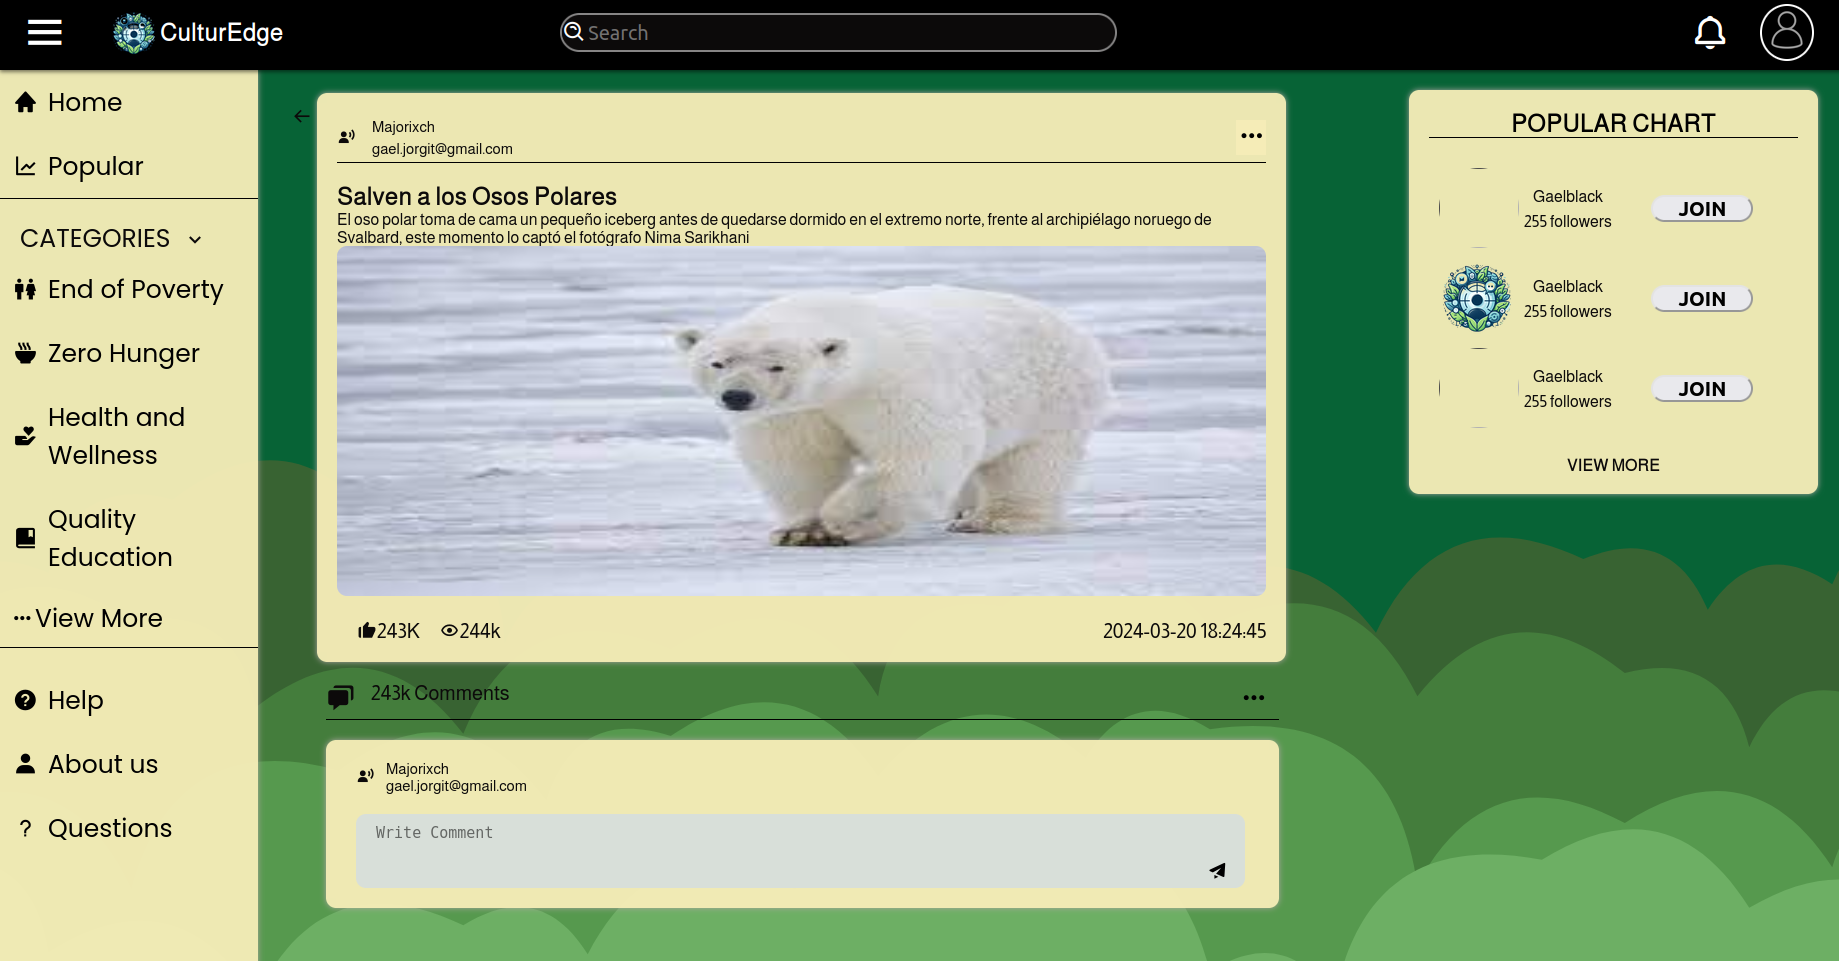 CulturEdge
Search
Home
Popular
CATEGORIES
End of Poverty
Zero Hunger
Health and
Wellness
Quality
Education
View More
Help
About us
Questions
Majorixch
gael.jorgit@gmail.com
Salven a los Osos Polares
El oso polar toma de cama un pequeño iceberg antes de quedarse dormido en el extremo norte, frente al archipiélago noruego de
Svalbard, este momento lo captó el fotógrafo Nima Sarikhani
243K 244k 2024-03-20 18:24:45
243k Comments
Majorixch
gael.jorgit@gmail.com
Write Comment
POPULAR CHART
Gaelblack
255 followers
JOIN
Gaelblack
255 followers
JOIN
Gaelblack
255 followers
JOIN
VIEW MORE